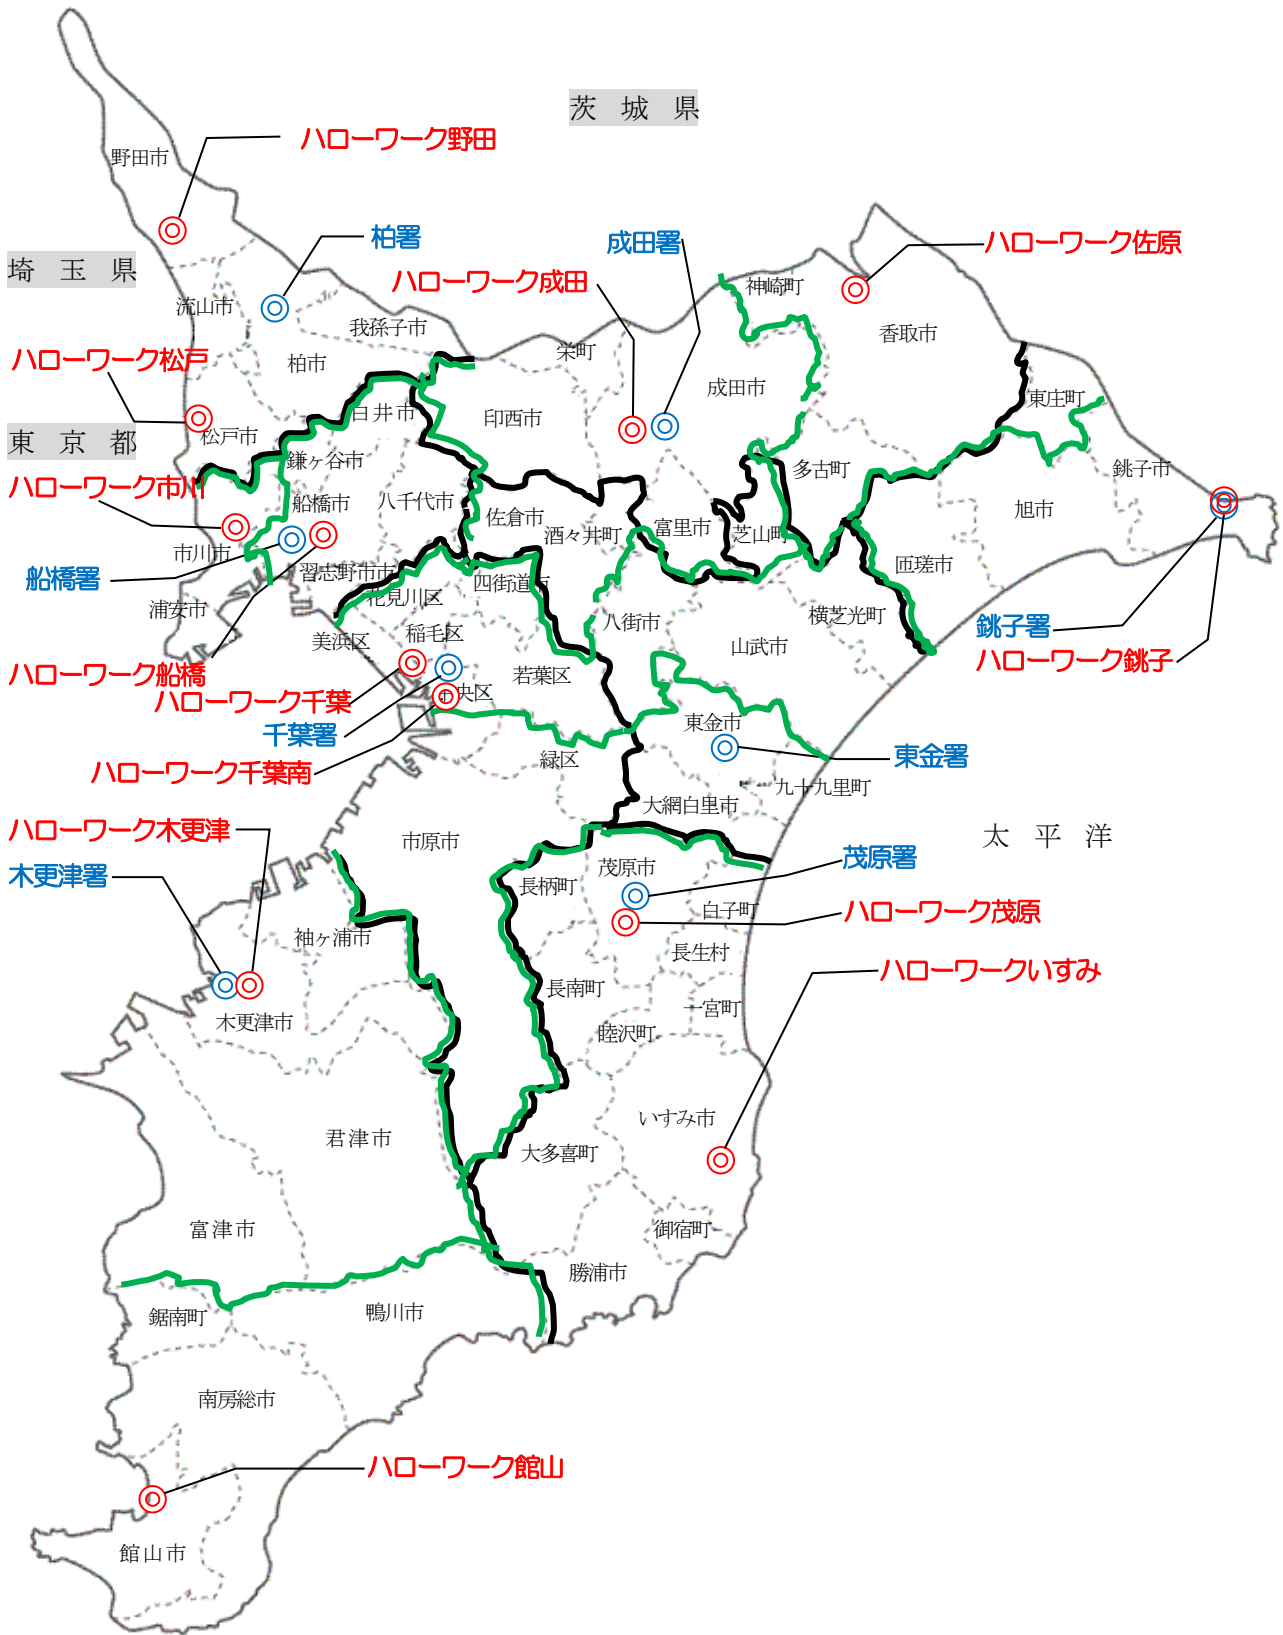 茨城県
ハローワーク野田
野田市
柏署
成田署
ハローワーク佐原
埼玉県
ハローワーク成田
神崎町
流山市
我孫子市
香取市
ハローワーク松戸
柏市
栄町
成田市
東庄町
白井市
印西市
東京都
松戸市
鎌ヶ谷市
多古町
銚子市
ハローワーク市川
船橋市
八千代市
佐倉市
酒々井町
富里市
芝山町
旭市
市川市
習志野市
四街道市
匝瑳市
船橋署
花見川区
浦安市
美浜区
稲毛区
八街市
横芝光町
銚子署
山武市
ハローワーク銚子
ハローワーク船橋
若葉区
ハローワーク千葉
中央区
東金市
千葉署
東金署
ハローワーク千葉南
緑区
九十九里町
大網白里市
ハローワーク木更津
市原市
太平洋
木更津署
茂原市
茂原署
長柄町
白子町
ハローワーク茂原
袖ヶ浦市
長生村
ハローワークいすみ
長南町
一宮町
木更津市
睦沢町
いすみ市
君津市
大多喜町
富津市
御宿町
勝浦市
鋸南町
鴨川市
南房総市
ハローワーク館山
館山市